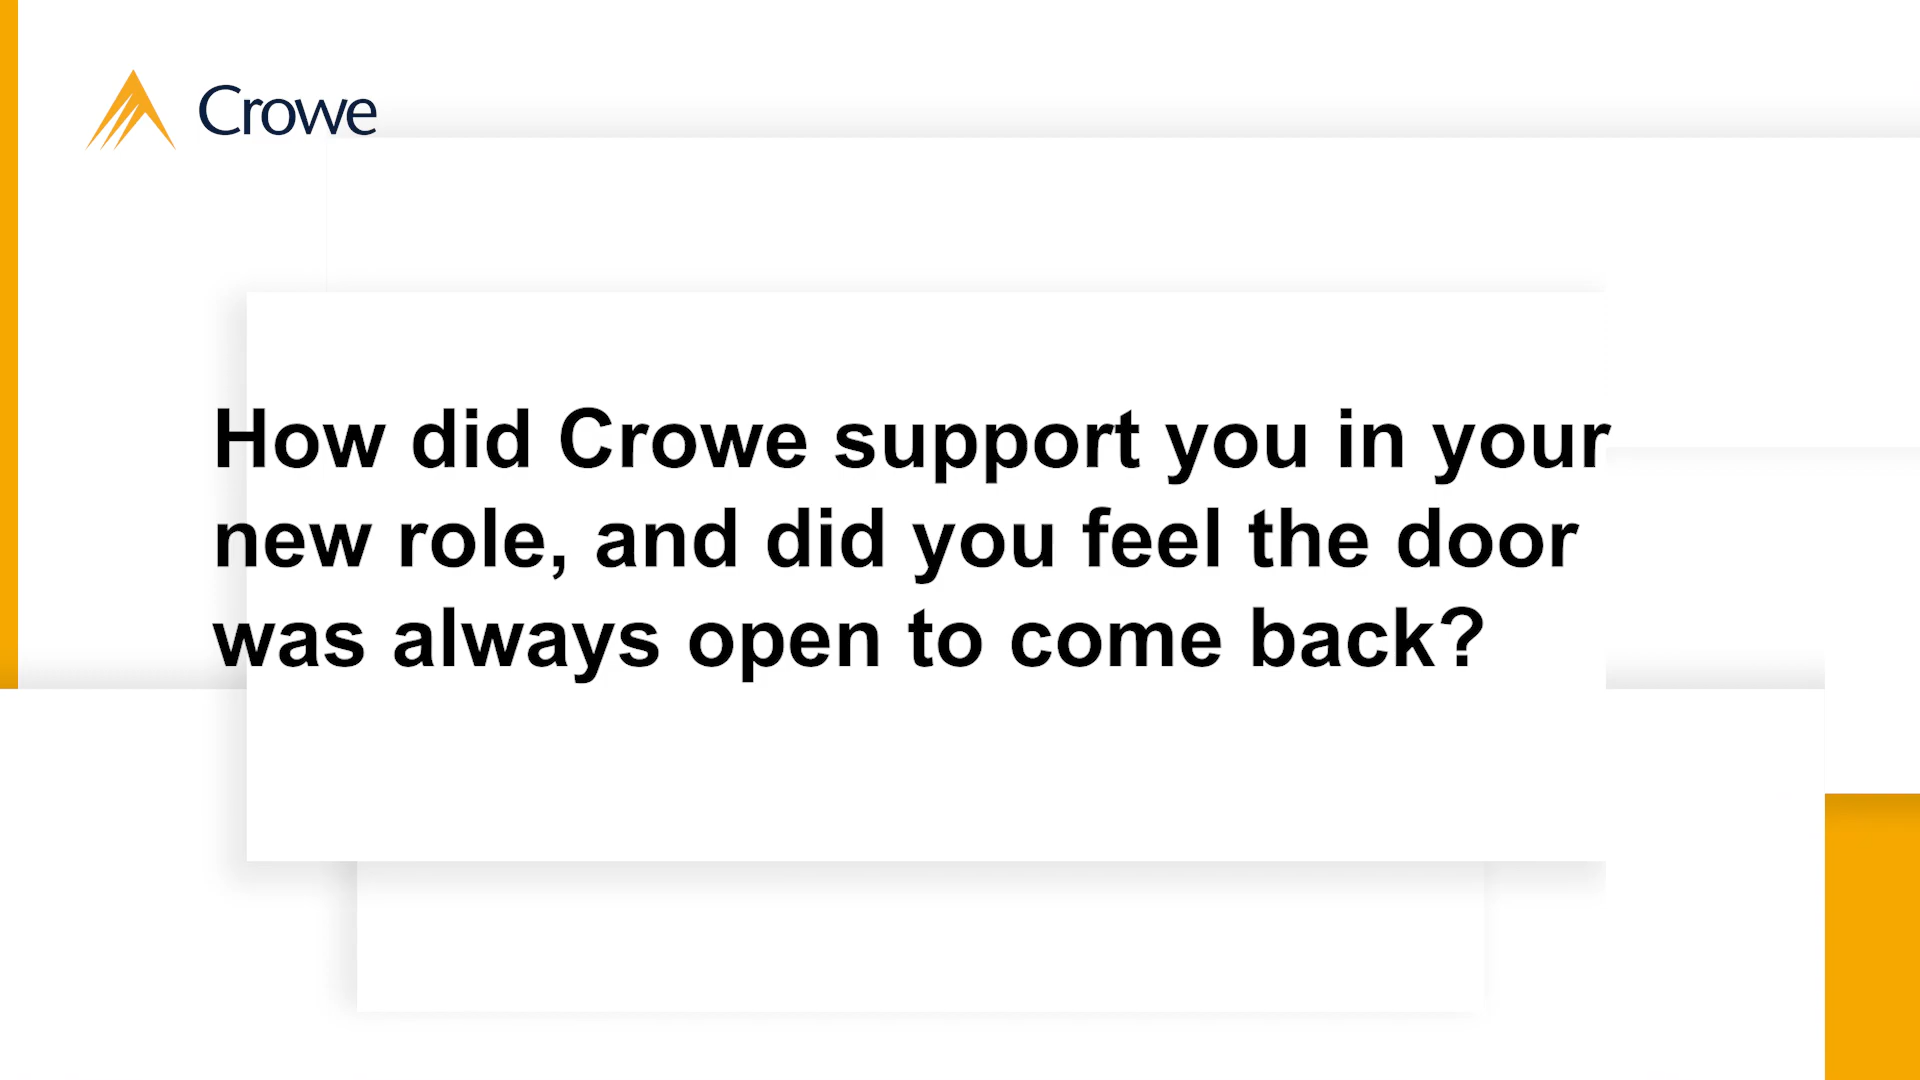 Crowe
How did Crowe support you in your
new role, and did you feel the door
was always open to come back?